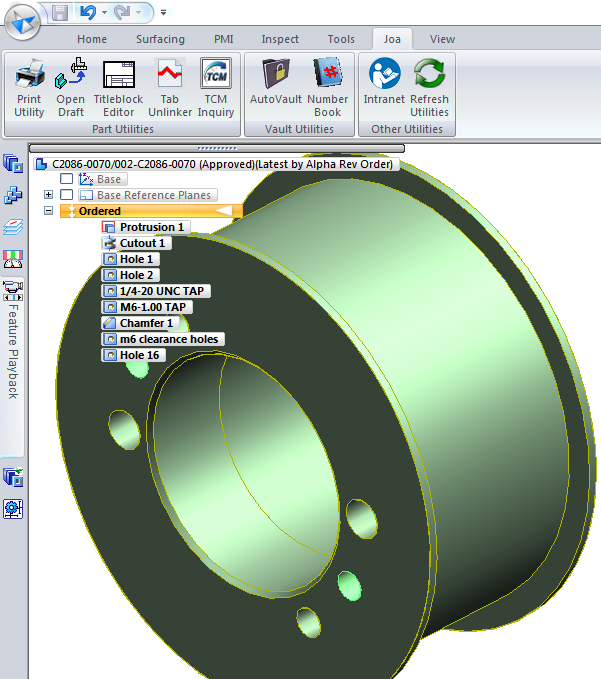 Home Surfacing PMI Inspect Tools Joa View
Print Utility
Open Draft
Titleblock Editor
Tab Unlinker
TCM
TCM Inquiry
AutoVault
Number Book
Intranet
Refresh Utilities
Part Utilities
Vault Utilities
Other Utilities
C2086-0070/002-C2086-0070 (Approved)(Latest by Alpha Rev Order)
Base
Base Reference Planes
Ordered
Protrusion 1
Cutout 1
Hole 1
Hole 2
1/4-20 UNC TAP
M6-1.00 TAP
Chamfer 1
m6 clearance holes
Hole 16
Feature Playback